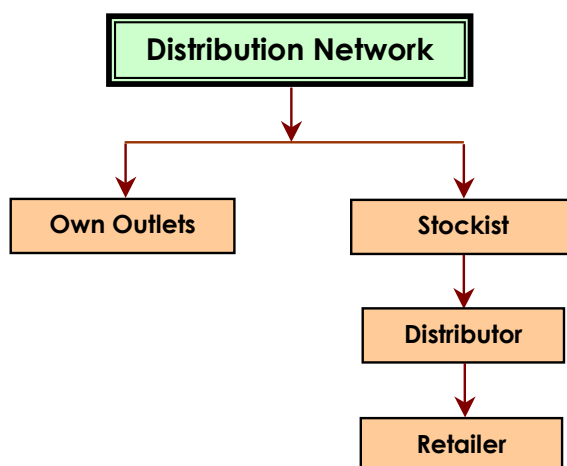 Distribution Network
Own Outlets
Stockist
Distributor
Retailer